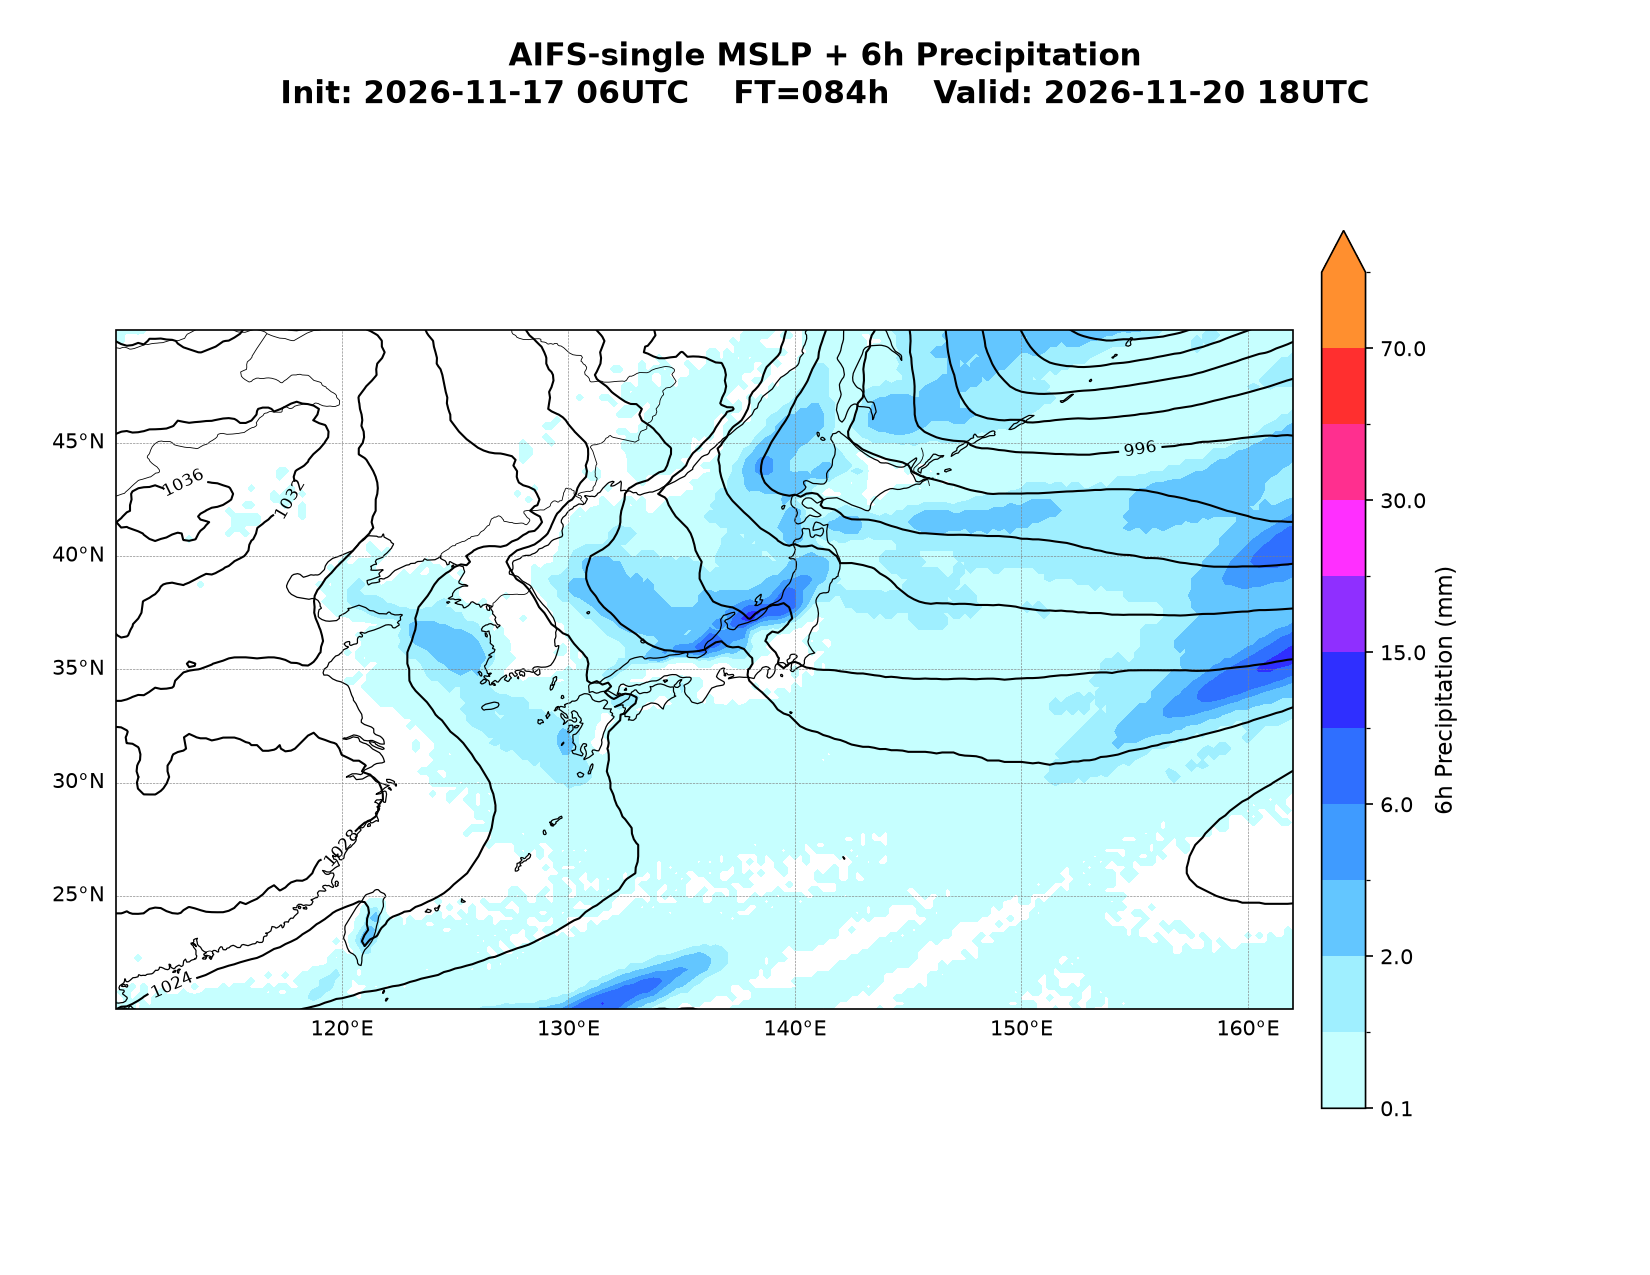 AIFS-single MSLP + 6h Precipitation
Init: 2026-11-17 06UTC    FT=084h    Valid: 2026-11-20 18UTC
45°N
40°N
35°N
30°N
25°N
120°E
130°E
140°E
150°E
160°E
1036
1032
1028
1024
996
70.0
30.0
15.0
6.0
2.0
0.1
6h Precipitation (mm)